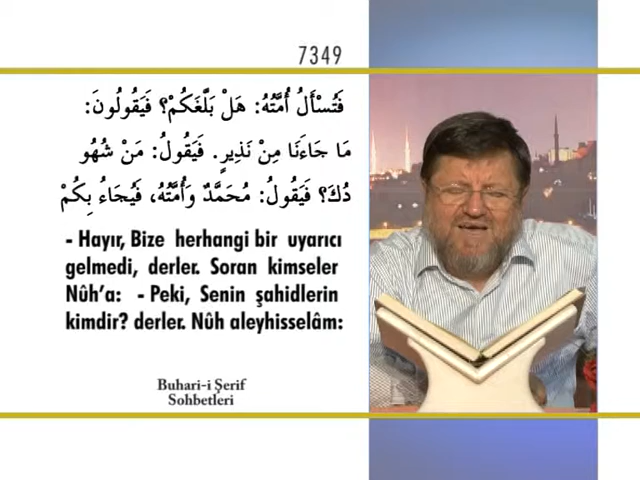 7349
فَتُسْأَلُ أُمَّتُهُ: هَلْ بَلَّغَكُمْ؟ فَيَقُولُونَ:
مَا جَاءَنَا مِنْ نَذِيرٍ. فَيَقُولُ: مَنْ شُهُو
دُكَ؟ فَيَقُولُ: مُحَمَّدٌ وَأُمَّتُهُ، فَيُجَاءُ بِكُمْ
- Hayır, Bize herhangi bir uyarıcı
gelmedi, derler. Soran kimseler
Nûh'a: - Peki, Senin şahidlerin
kimdir? derler. Nûh aleyhisselâm:
Buhari-i Şerif
Sohbetleri